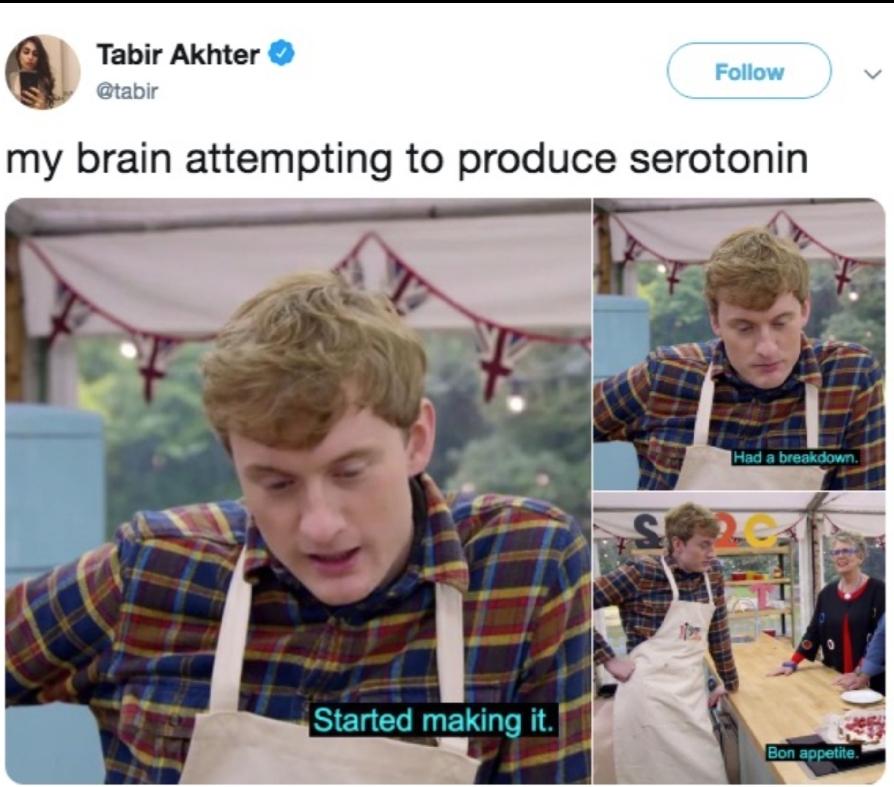 Tabir Akhter
@tabir
Follow
my brain attempting to produce serotonin
Started making it.
Had a breakdown.
Bon appetite.